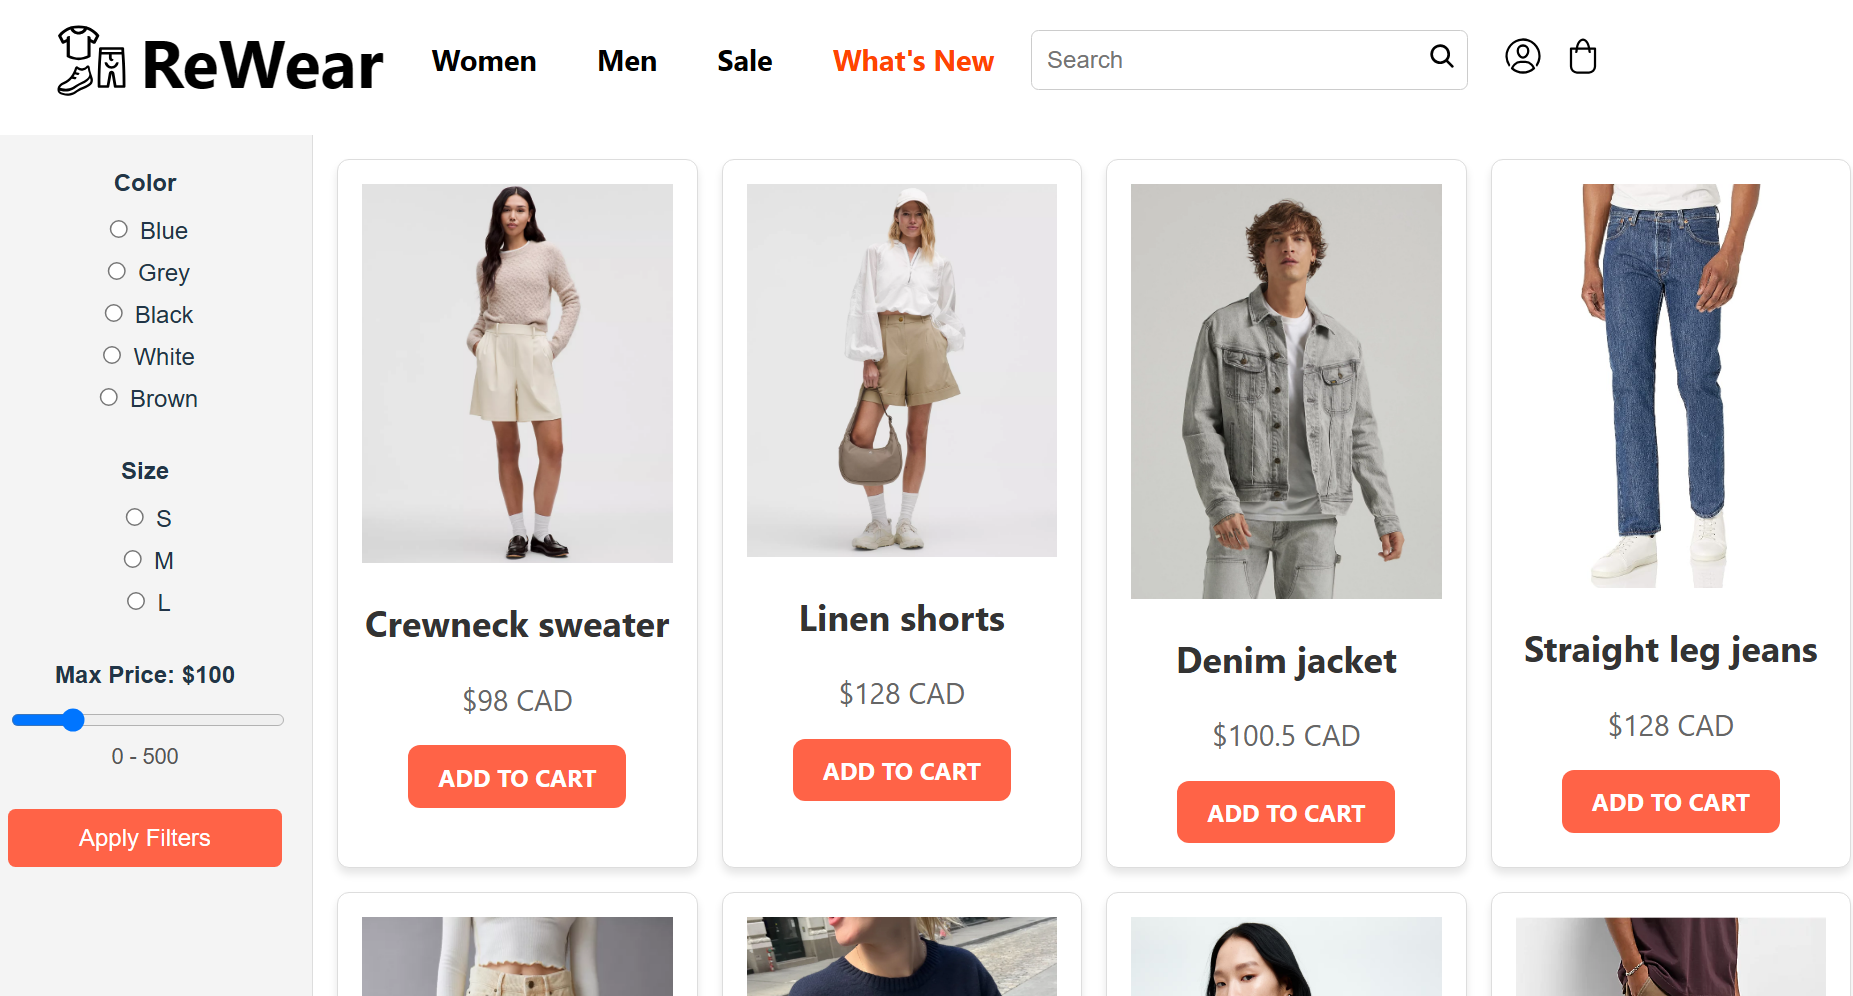 ReWear
Women
Men
Sale
What's New
Search
Color
Blue
Grey
Black
White
Brown
Size
S
M
L
Max Price: $100
0 - 500
Apply Filters
Crewneck sweater
$98 CAD
ADD TO CART
Linen shorts
$128 CAD
ADD TO CART
Denim jacket
$100.5 CAD
ADD TO CART
Straight leg jeans
$128 CAD
ADD TO CART